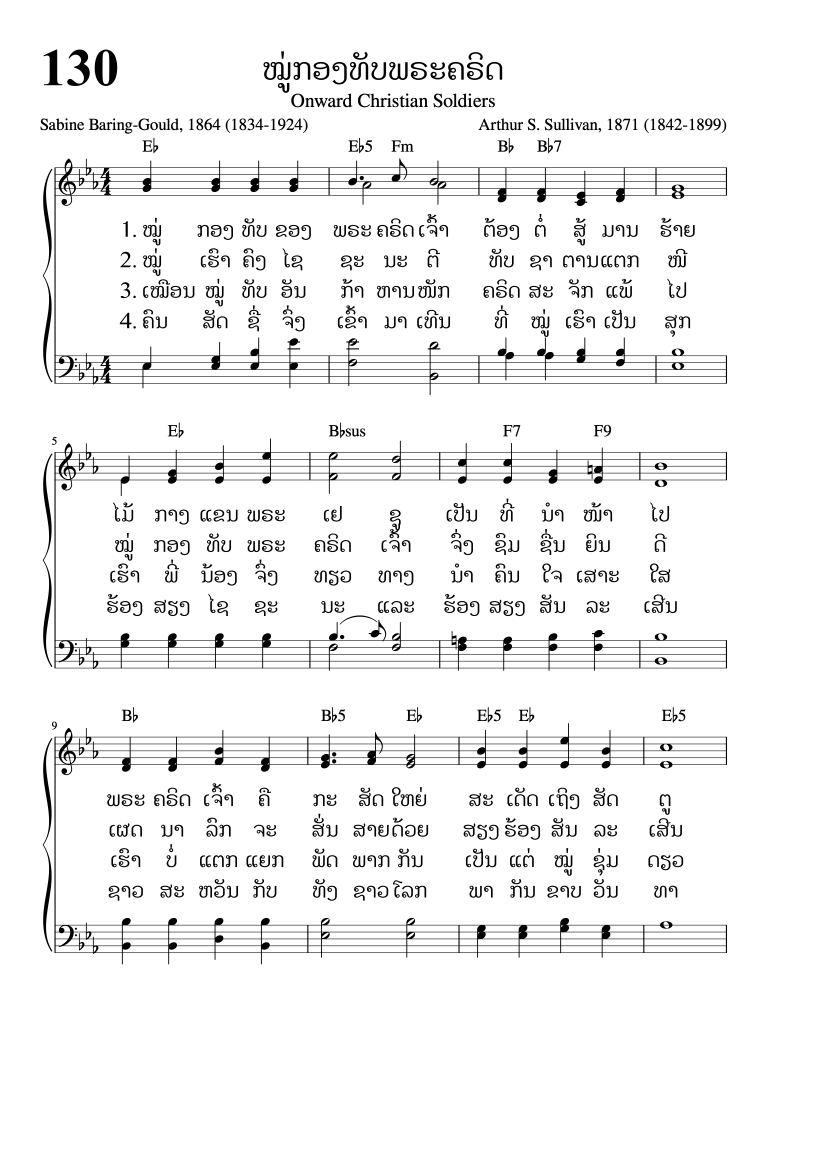 130
ໝູ່ກອງທັບພຣະຄຣິດ
Onward Christian Soldiers
Sabine Baring-Gould, 1864 (1834-1924)
Arthur S. Sullivan, 1871 (1842-1899)
E♭ E♭5 Fm B♭ B♭7
1. ໝູ່ ກອງ ທັບ ຂອງ ພຣະ ຄຣິດ ເຈົ້າ ຕ້ອງ ຕໍ່ ສູ້ ມານ ຮ້າຍ
2. ໝູ່ ເຮົາ ຄົງ ໄຊ ຊະ ນະ ຕີ ທັບ ຊາ ຕານແຕກ ໜີ
3. ເໝືອນ ໝູ່ ທັບ ອັນ ກ້າ ຫານໜັກ ຄຣິດ ສະ ຈັກ ແພ້ ໄປ
4. ຄົນ ສັດ ຊື່ ຈຶ່ງ ເຂົ້າ ມາ ເທີນ ທີ່ ໝູ່ ເຮົາ ເປັນ ສຸກ
5 E♭ B♭sus F7 F9
ໄມ້ ກາງ ແຂນ ພຣະ ເຢ ຊູ ເປັນ ທີ່ ນໍາ ໜ້າ ໄປ
ໝູ່ ກອງ ທັບ ພຣະ ຄຣິດ ເຈົ້າ ຈຶ່ງ ຊົມ ຊື່ນ ຍິນ ດີ
ເຮົາ ພີ່ ນ້ອງ ຈຶ່ງ ທຽວ ທາງ ນໍາ ຄົນ ໃຈ ເສາະ ໃສ
ຮ້ອງ ສຽງ ໄຊ ຊະ ນະ ແລະ ຮ້ອງ ສຽງ ສັນ ລະ ເສີນ
9 B♭ B♭5 E♭ E♭5 E♭ E♭5
ພຣະ ຄຣິດ ເຈົ້າ ຄື ກະ ສັດ ໃຫຍ່ ສະ ເດັດ ເຖິງ ສັດ ຕູ
ເຜດ ນາ ລົກ ຈະ ສັ່ນ ສາຍດ້ວຍ ສຽງ ຮ້ອງ ສັນ ລະ ເສີນ
ເຮົາ ບໍ່ ແຕກ ແຍກ ພັດ ພາກ ກັນ ເປັນ ແຕ່ ໝູ່ ຊຸ່ມ ດຽວ
ຊາວ ສະ ຫວັນ ກັບ ທັງ ຊາວໂລກ ພາ ກັນ ຂາບ ວັ່ນ ທາ